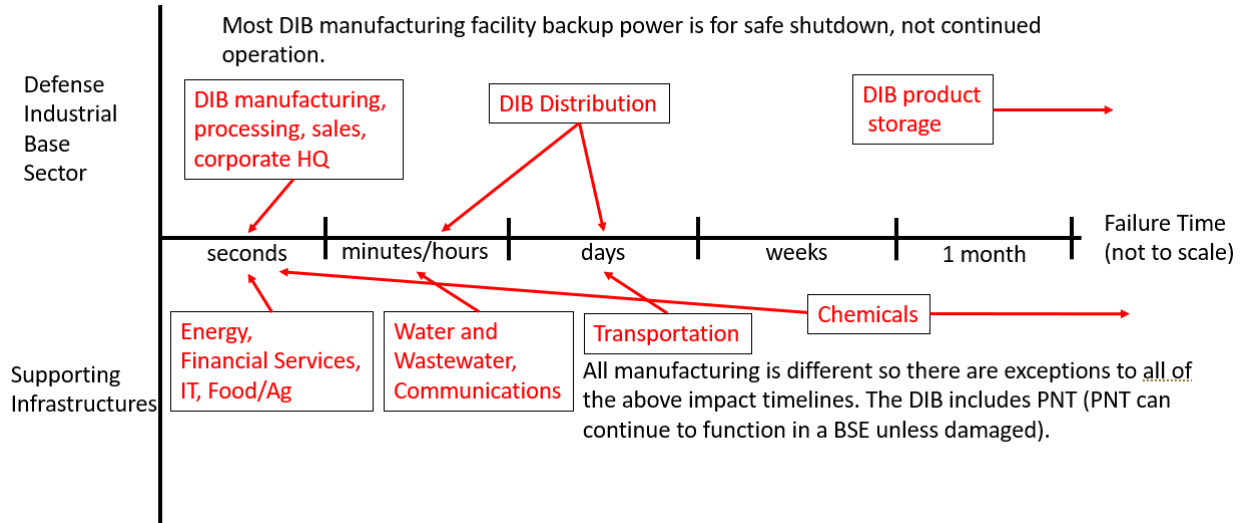 Most DIB manufacturing facility backup power is for safe shutdown, not continued
operation.
Defense
Industrial
Base
Sector
DIB manufacturing,
processing, sales,
corporate HQ
DIB Distribution
DIB product
storage
seconds
minutes/hours
days
weeks
1 month
Failure Time
(not to scale)
Supporting
Infrastructures
Energy,
Financial Services,
IT, Food/Ag
Water and
Wastewater,
Communications
Transportation
Chemicals
All manufacturing is different so there are exceptions to all of
the above impact timelines. The DIB includes PNT (PNT can
continue to function in a BSE unless damaged).